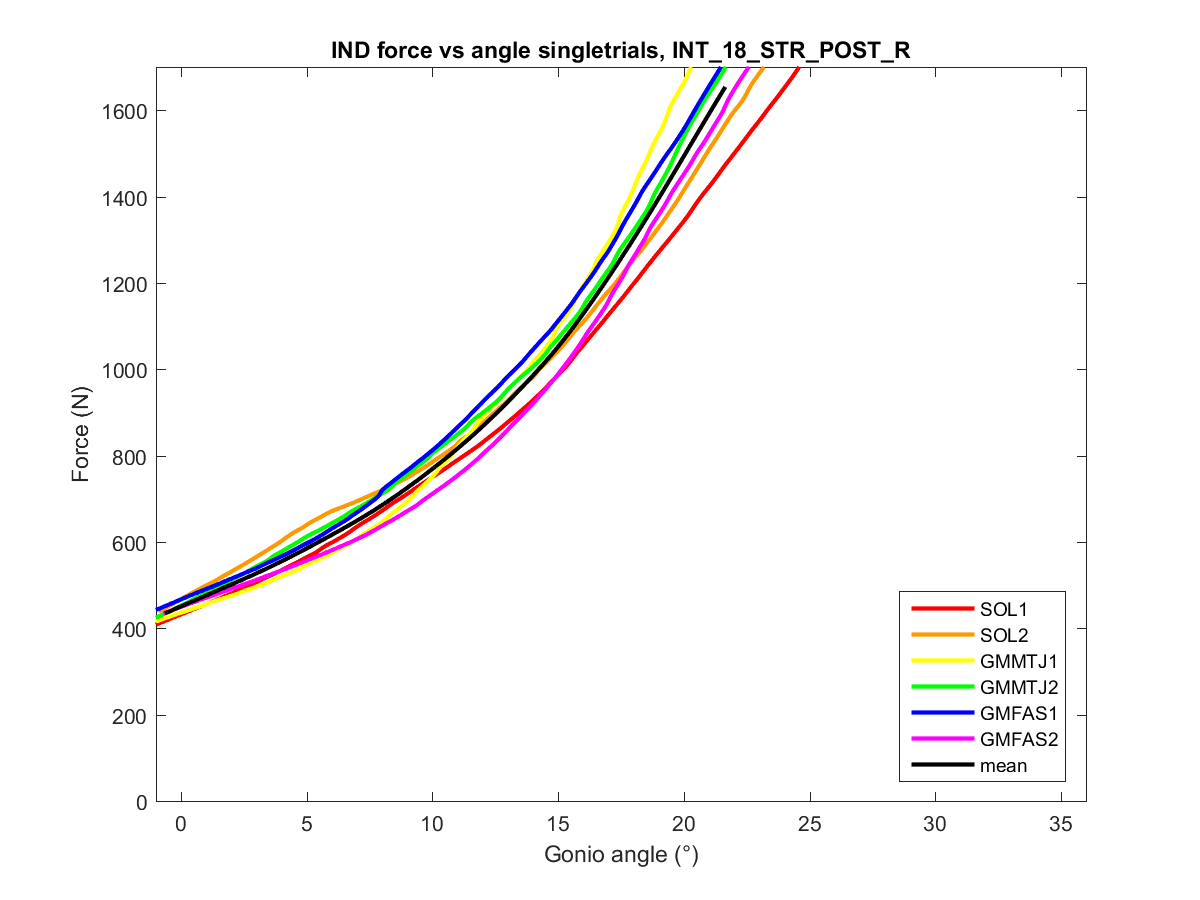 IND force vs angle singletrials, INT_18_STR_POST_R
1600
1400
1200
1000
800
600
400
200
0
Force (N)
0 5 10 15 20 25 30 35
Gonio angle (°)
SOL1
SOL2
GMMTJ1
GMMTJ2
GMFAS1
GMFAS2
mean